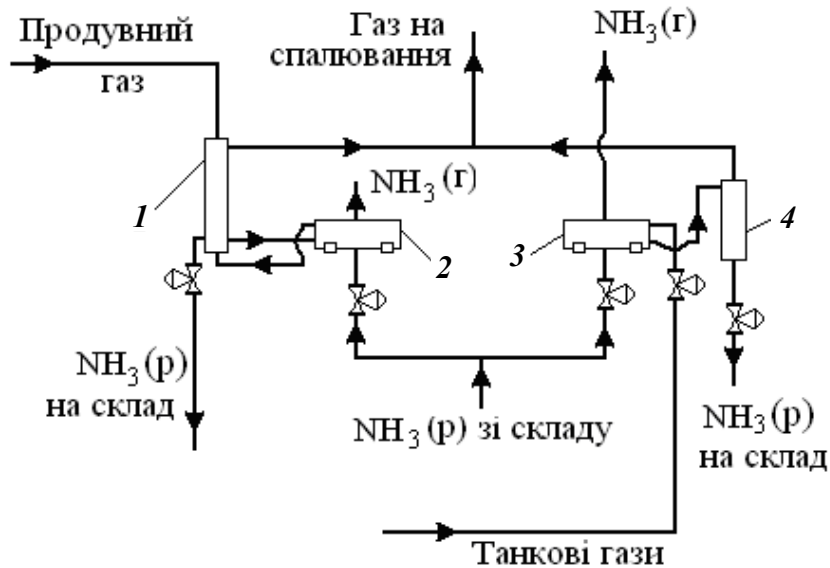 Продувний
газ
Газ на
спалювання
NH3(г)
1
NH3(г)
2
3
4
NH3(р)
на склад
NH3(р) зі складу
NH3(р)
на склад
Танкові гази